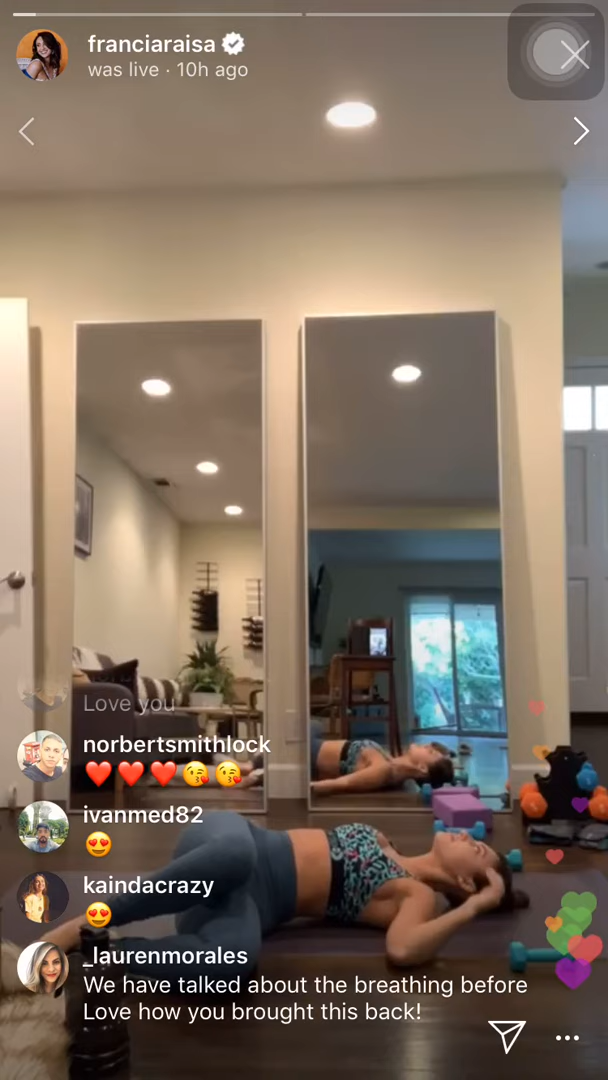 franciaraisa
was live · 10h ago
Love you
norbertsmithlock
❤️❤️❤️😘😘
ivanmed82
😍
kaindacrazy
😍
_laurenmorales
We have talked about the breathing before
Love how you brought this back!